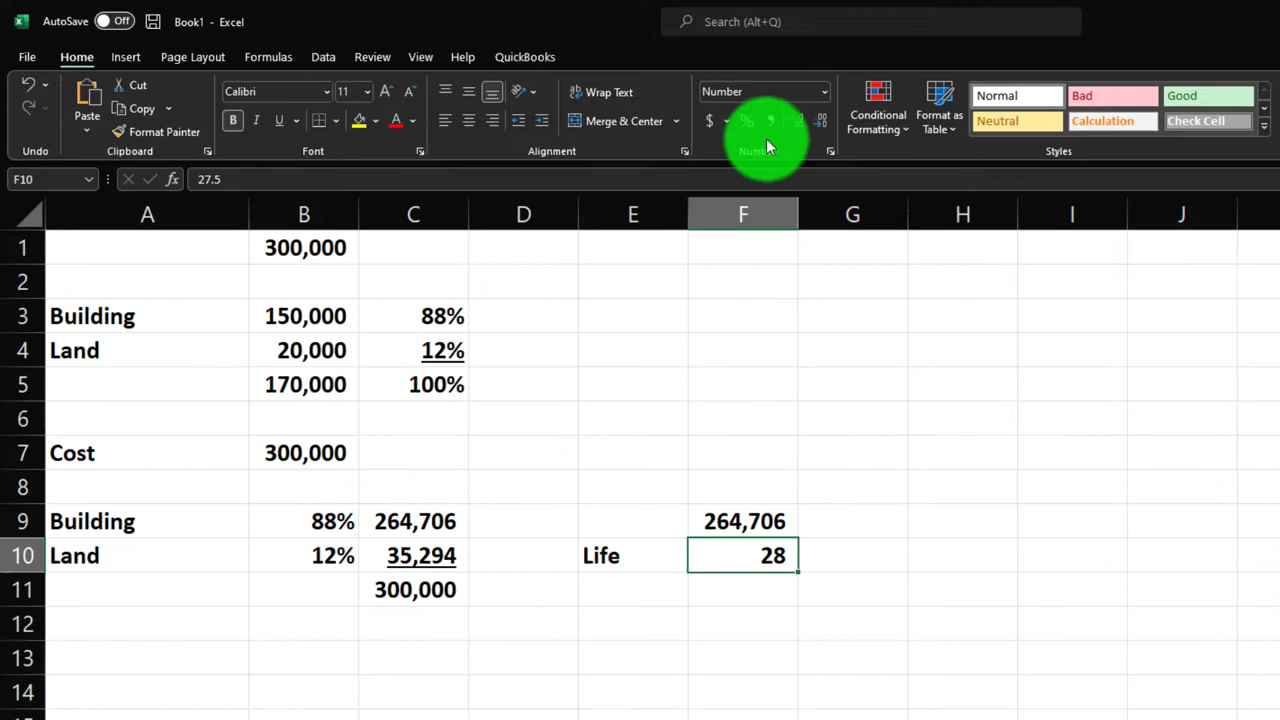 AutoSave Off Book1 - Excel Search (Alt+Q)
File Home Insert Page Layout Formulas Data Review View Help QuickBooks
Paste Cut Copy Format Painter
Calibri 11
B I U A
Wrap Text
Merge & Center
Number
$ %
Conditional Formatting
Format as Table
Normal Bad Good
Neutral Calculation Check Cell
Undo Clipboard Font Alignment Styles
F10 fx 27.5
A B C D E F G H I J
1 300,000
2
3 Building 150,000 88%
4 Land 20,000 12%
5 170,000 100%
6
7 Cost 300,000
8
9 Building 88% 264,706 264,706
10 Land 12% 35,294 Life 28
11 300,000
12
13
14